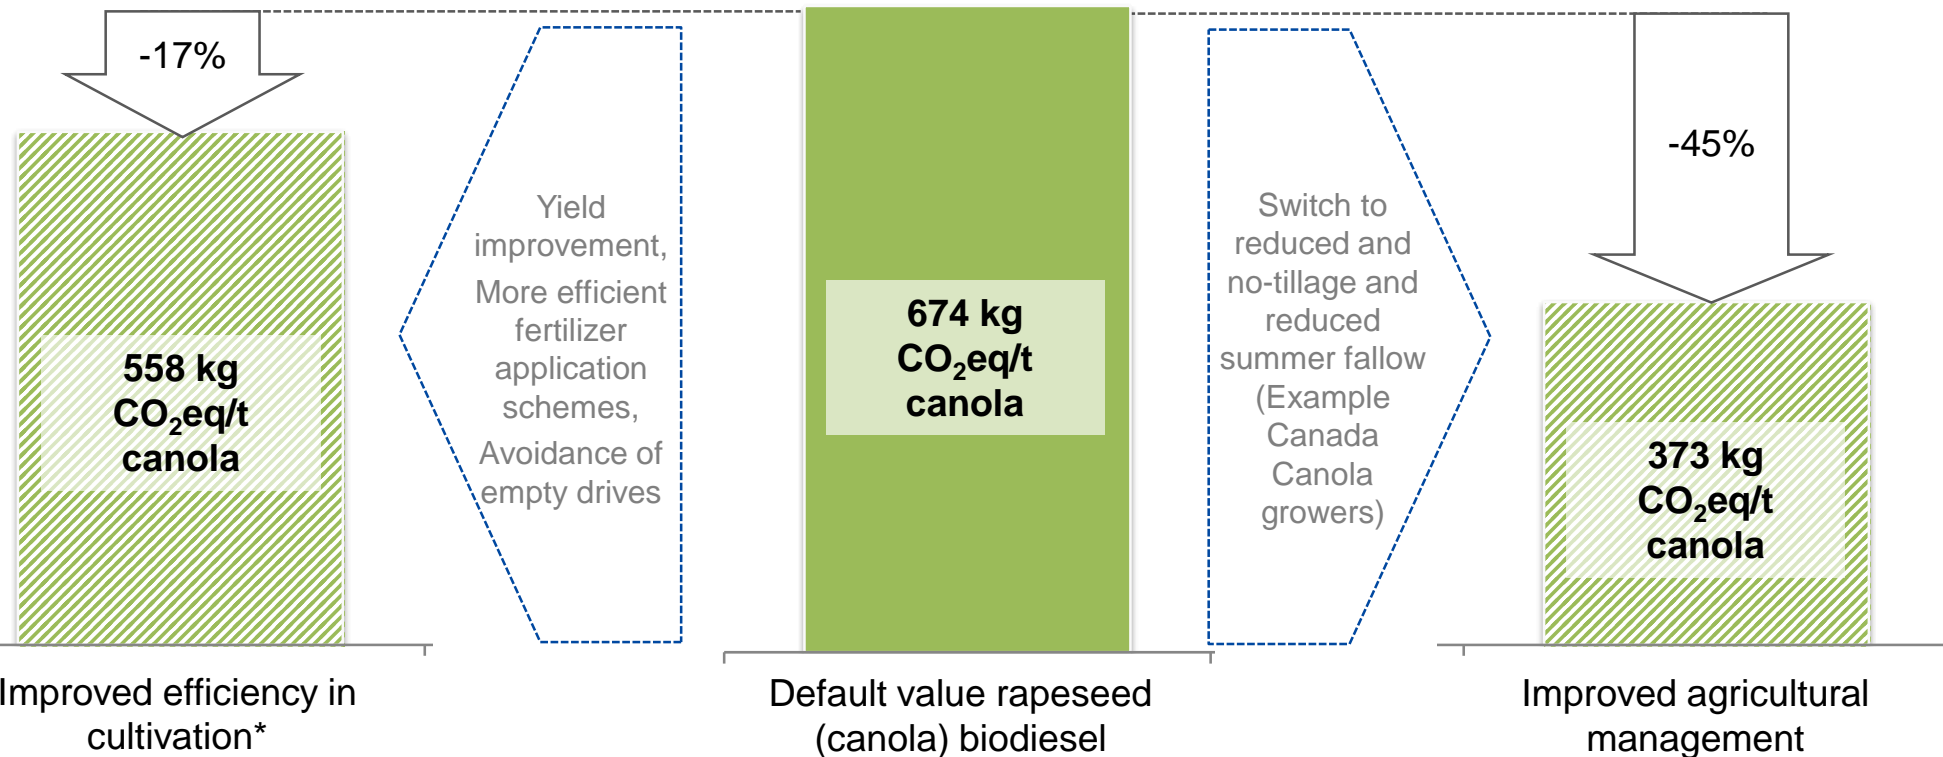 -17%
558 kg
CO₂eq/t
canola
Improved efficiency in
cultivation*
Yield
improvement,
More efficient
fertilizer
application
schemes,
Avoidance of
empty drives
674 kg
CO₂eq/t
canola
Default value rapeseed
(canola) biodiesel
Switch to
reduced and
no-tillage and
reduced
summer fallow
(Example
Canada
Canola
growers)
-45%
373 kg
CO₂eq/t
canola
Improved agricultural
management